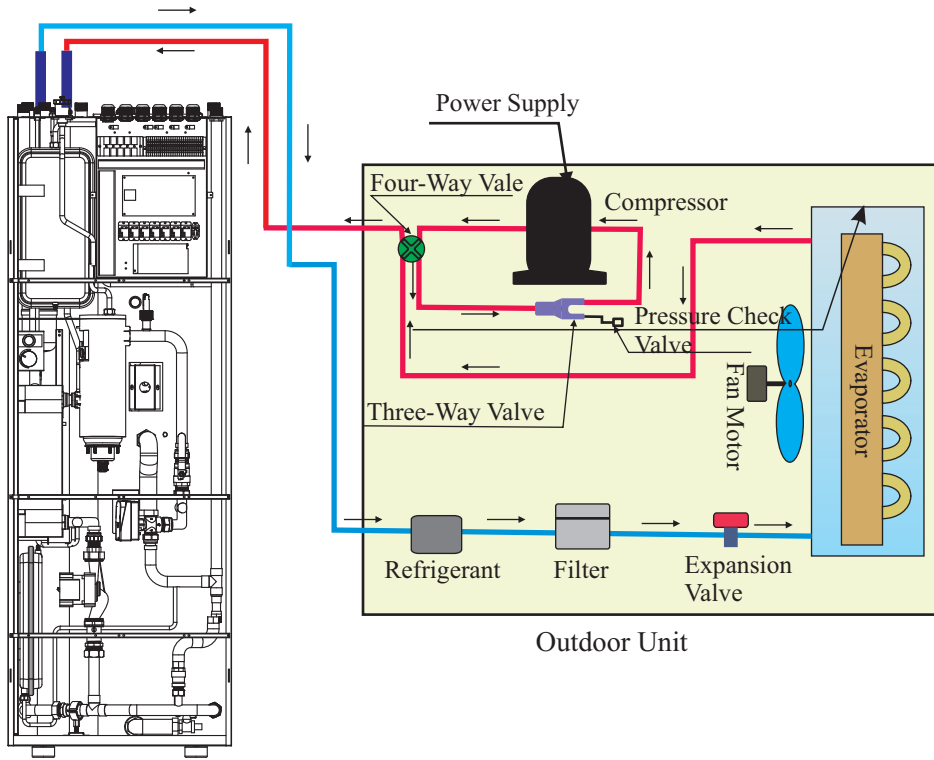 Power Supply
Four-Way Vale
Compressor
Pressure Check
Valve
Fan Motor
Evaporator
Three-Way Valve
Refrigerant
Filter
Expansion
Valve
Outdoor Unit